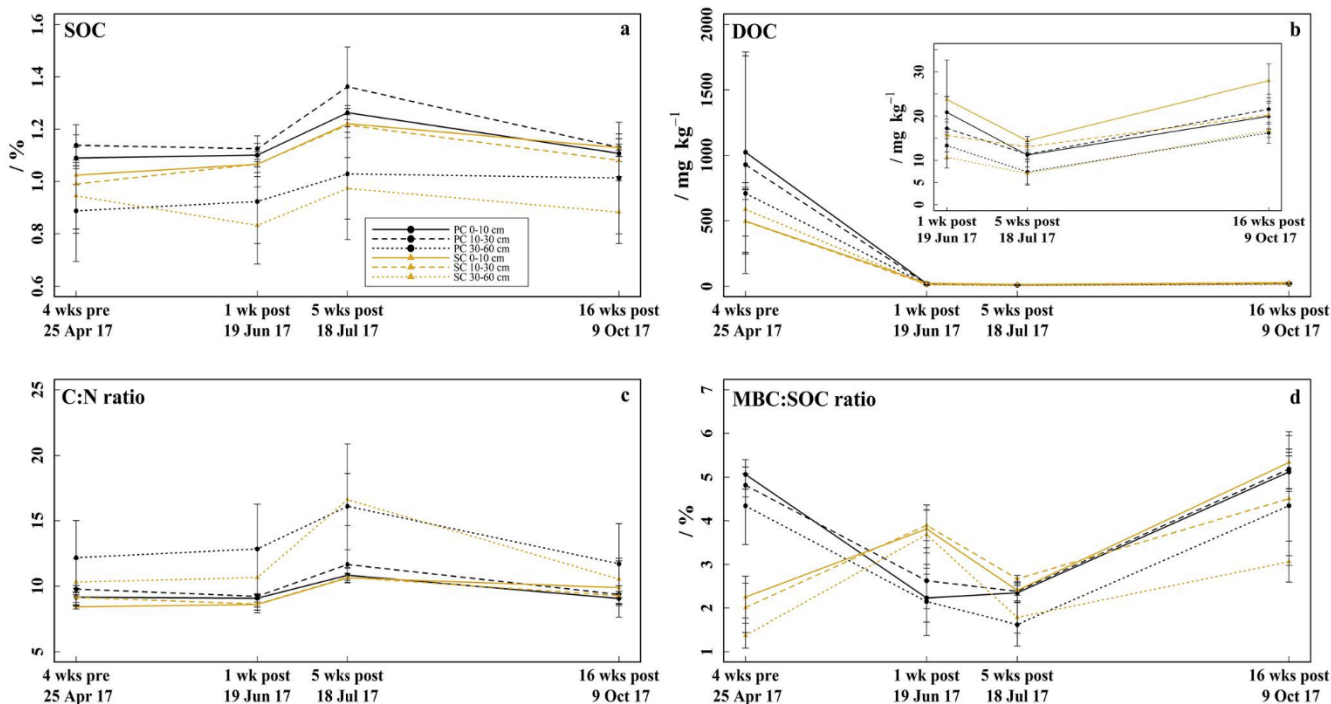 SOC
a
/ %
1.6
1.4
1.2
1.0
0.8
0.6
PC 0-10 cm
PC 10-30 cm
PC 30-60 cm
SC 0-10 cm
SC 10-30 cm
SC 30-60 cm
4 wks pre 1 wk post 5 wks post 16 wks post
25 Apr 17 19 Jun 17 18 Jul 17 9 Oct 17
DOC
b
/ mg kg⁻¹
2000
1500
1000
500
0
/ mg kg⁻¹
30
20
10
5
0
1 wk post 5 wks post 16 wks post
19 Jun 17 18 Jul 17 9 Oct 17
4 wks pre 1 wk post 5 wks post 16 wks post
25 Apr 17 19 Jun 17 18 Jul 17 9 Oct 17
C:N ratio
c
25
20
15
10
5
4 wks pre 1 wk post 5 wks post 16 wks post
25 Apr 17 19 Jun 17 18 Jul 17 9 Oct 17
MBC:SOC ratio
d
/ %
7
6
5
4
3
2
1
4 wks pre 1 wk post 5 wks post 16 wks post
25 Apr 17 19 Jun 17 18 Jul 17 9 Oct 17